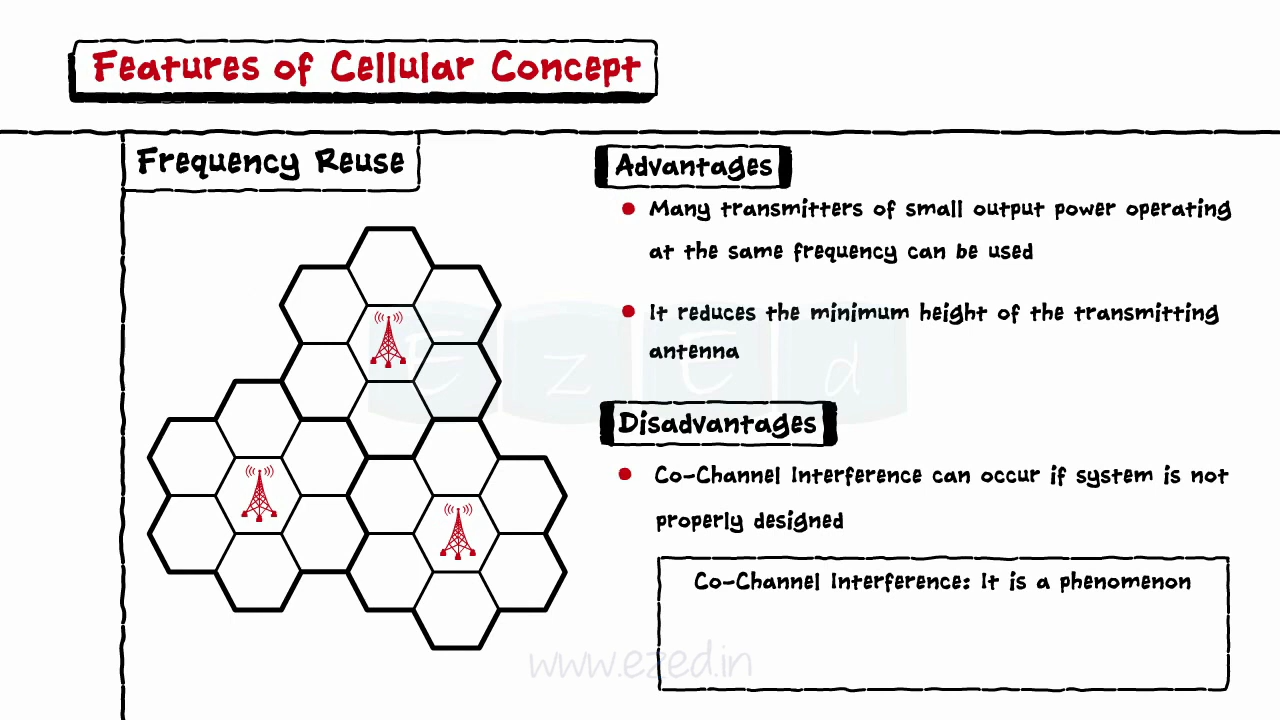 Features of Cellular Concept
Frequency Reuse
Advantages
Many transmitters of small output power operating
at the same frequency can be used
It reduces the minimum height of the transmitting
antenna
Disadvantages
Co-Channel Interference can occur if system is not
properly designed
Co-Channel Interference: It is a phenomenon
EzEd
www.ezed.in